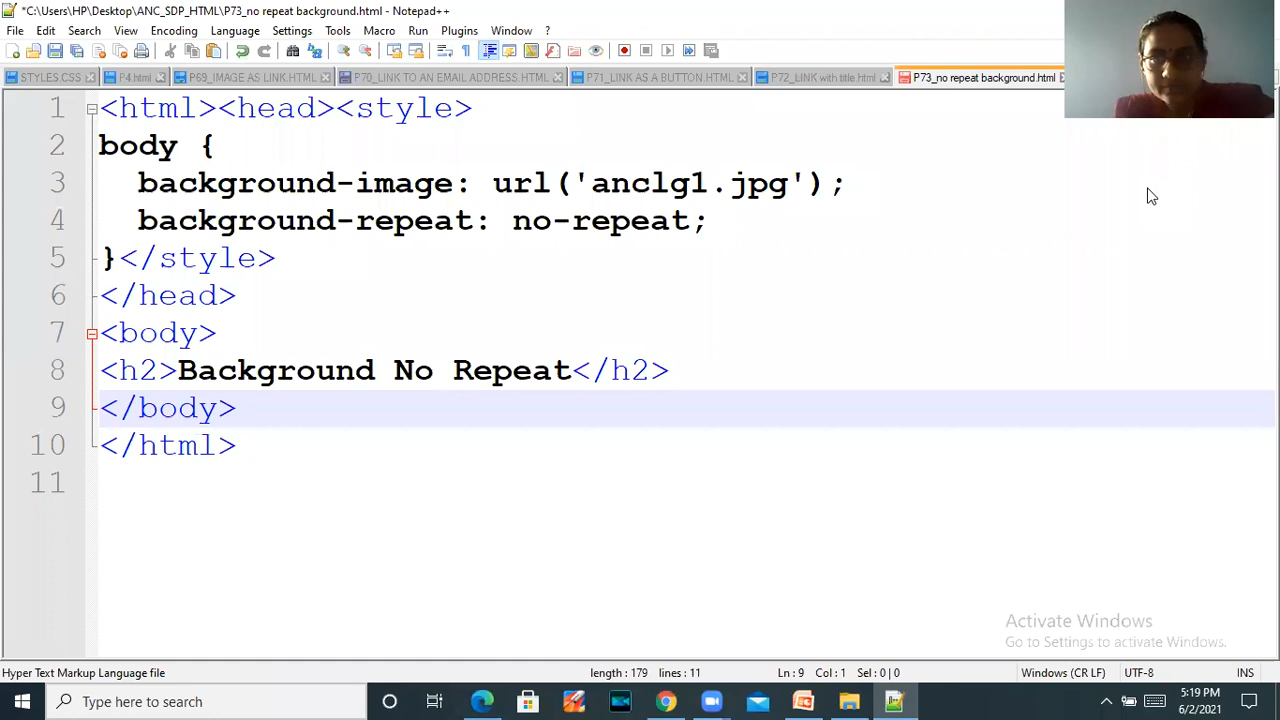 *C:\Users\HP\Desktop\ANC_SDP_HTML\P73_no repeat background.html - Notepad++
File Edit Search View Encoding Language Settings Tools Macro Run Plugins Window ?
STYLES.CSS P4.html P69_IMAGE AS LINK.HTML P70_LINK TO AN EMAIL ADDRESS.HTML P71_LINK AS A BUTTON.HTML P72_LINK with title.html P73_no repeat background.html
1 <html><head><style>
2 body {
3 background-image: url('anclg1.jpg');
4 background-repeat: no-repeat;
5 }</style>
6 </head>
7 <body>
8 <h2>Background No Repeat</h2>
9 </body>
10 </html>
11
Activate Windows
Go to Settings to activate Windows.
Hyper Text Markup Language file length : 179 lines : 11 Ln : 9 Col : 1 Sel : 0 | 0 Windows (CR LF) UTF-8 INS
Type here to search
5:19 PM
6/2/2021